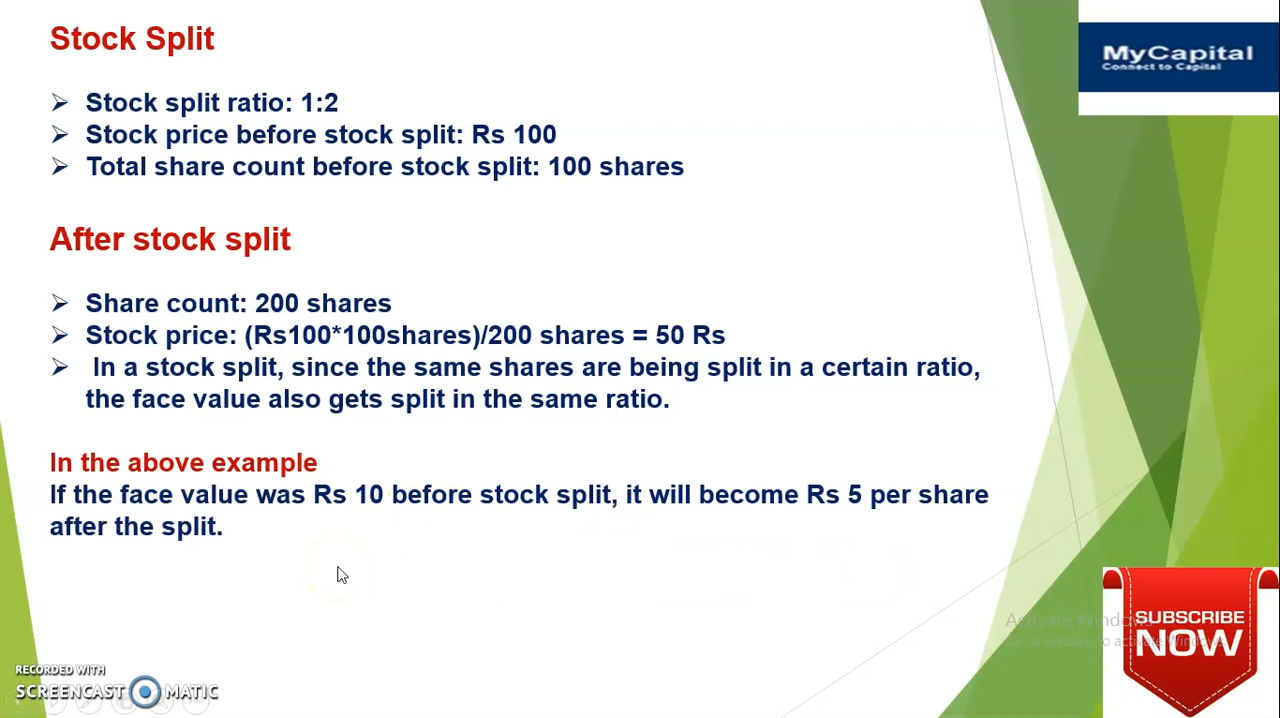 Stock Split
MyCapital
Connect to Capital
➢ Stock split ratio: 1:2
➢ Stock price before stock split: Rs 100
➢ Total share count before stock split: 100 shares
After stock split
➢ Share count: 200 shares
➢ Stock price: (Rs100*100shares)/200 shares = 50 Rs
➢ In a stock split, since the same shares are being split in a certain ratio,
the face value also gets split in the same ratio.
In the above example
If the face value was Rs 10 before stock split, it will become Rs 5 per share
after the split.
Activate Windows
SUBSCRIBE
NOW
RECORDED WITH
SCREENCAST MATIC